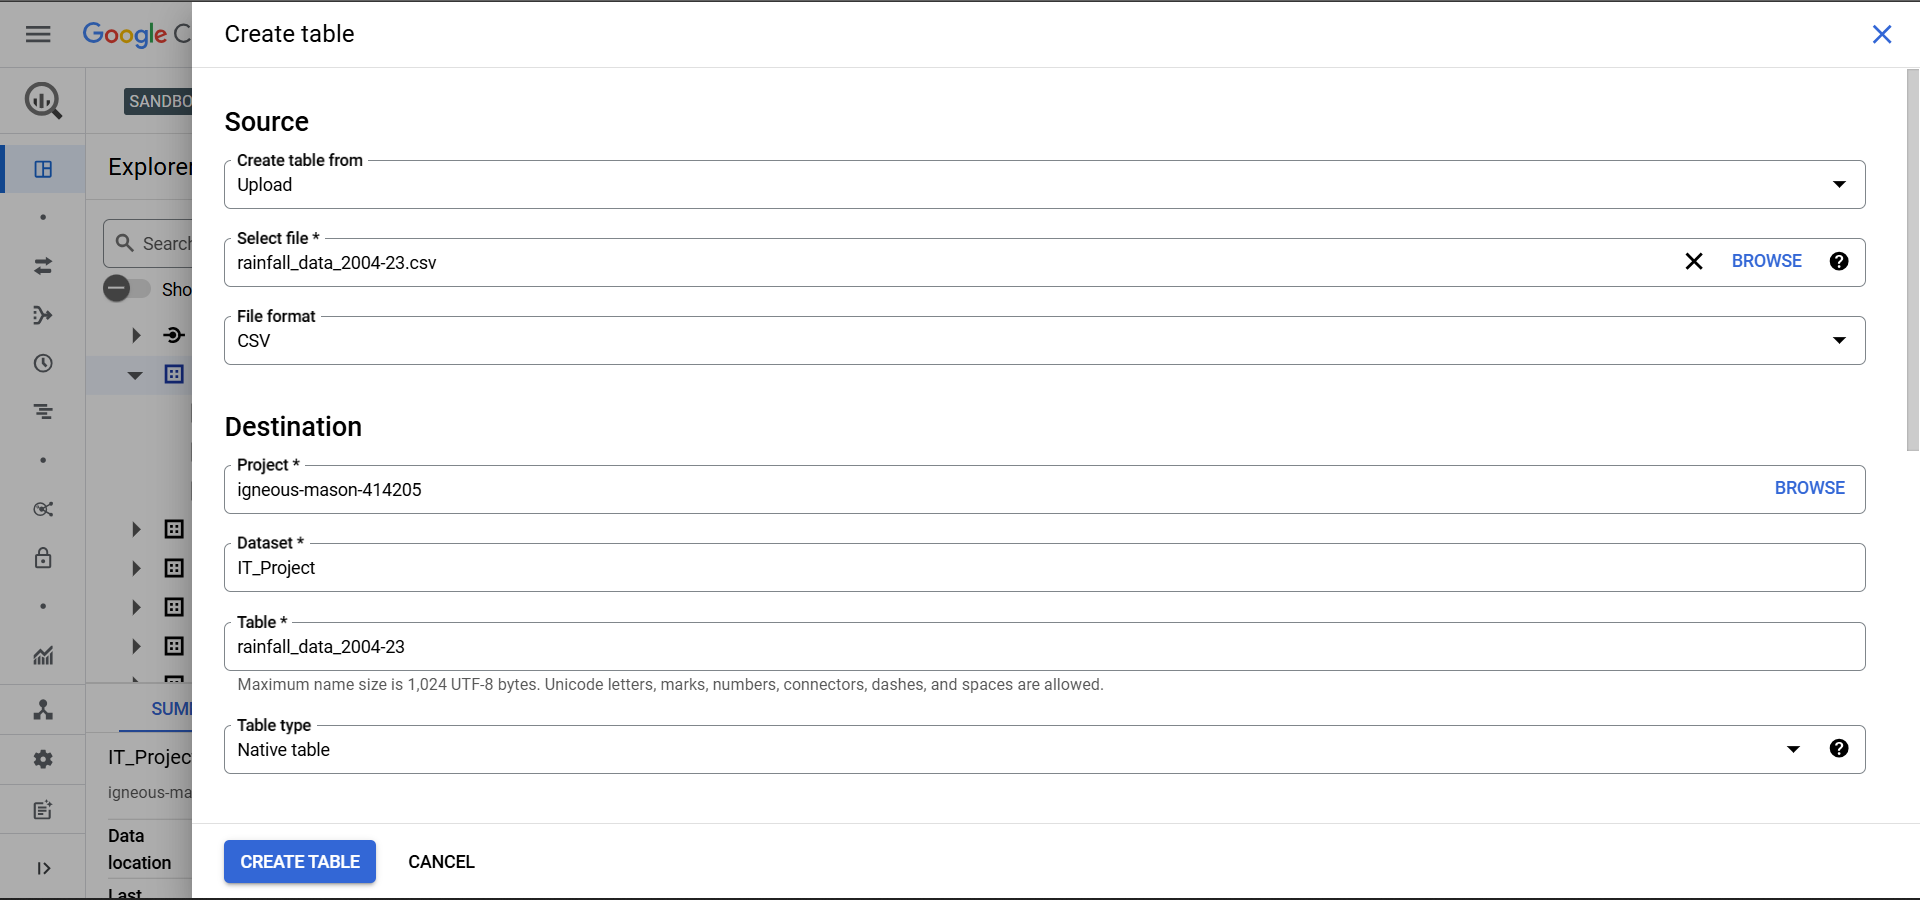 Google C
Create table
SANDBO
Explorer
Search
Sho
SUM
IT_Projec
igneous-ma
Data
location
Last
Source
Create table from
Upload
Select file *
rainfall_data_2004-23.csv
BROWSE
File format
CSV
Destination
Project *
igneous-mason-414205
BROWSE
Dataset *
IT_Project
Table *
rainfall_data_2004-23
Maximum name size is 1,024 UTF-8 bytes. Unicode letters, marks, numbers, connectors, dashes, and spaces are allowed.
Table type
Native table
CREATE TABLE
CANCEL